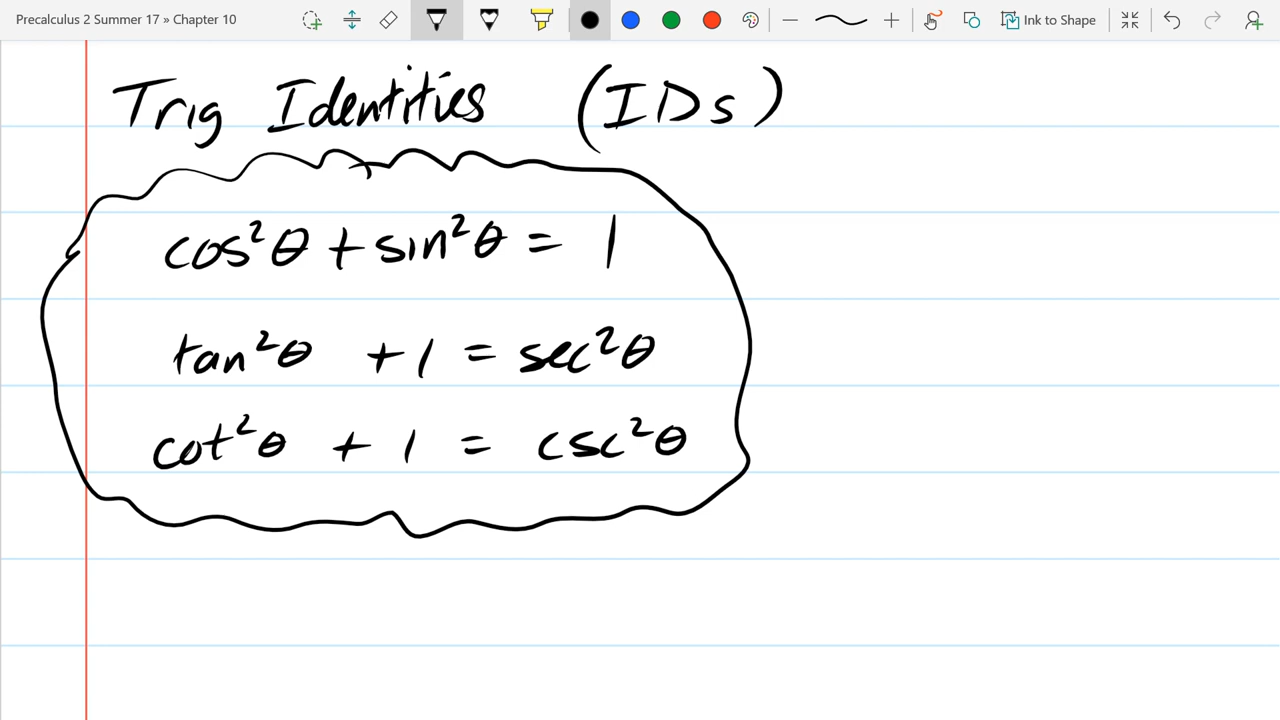 Precalculus 2 Summer 17 » Chapter 10
Ink to Shape
Trig Identities (IDs)
cos²θ + sin²θ = 1
tan²θ + 1 = sec²θ
cot²θ + 1 = csc²θ